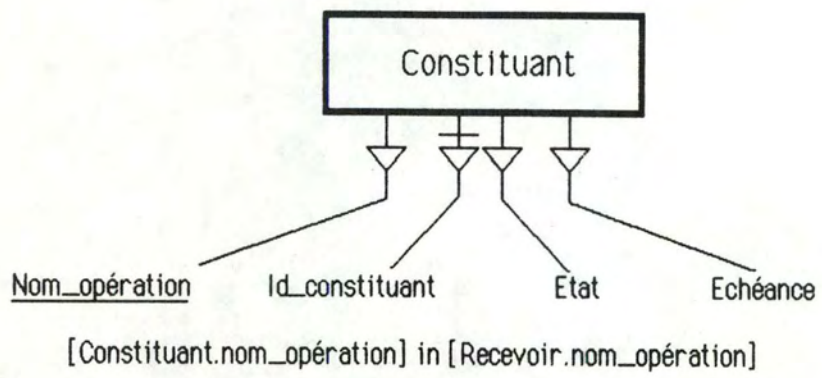 Constituant
Nom_opération Id_constituant Etat Echéance
[Constituant.nom_opération] in [Recevoir.nom_opération]